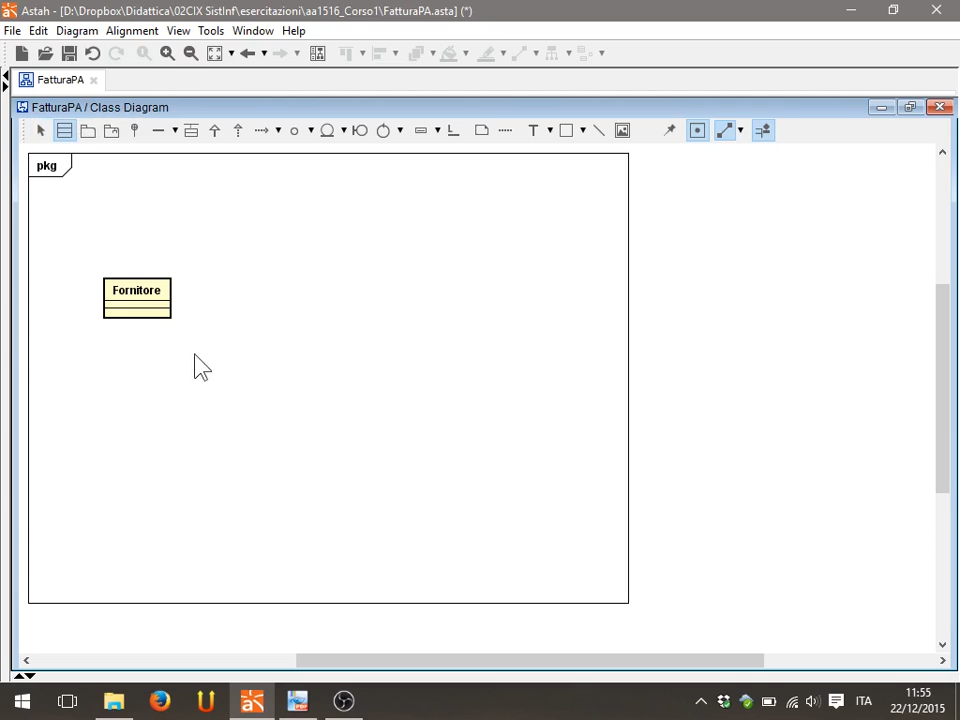 Astah - [D:\Dropbox\Didattica\02CIX SistInf\esercitazioni\aa1516_Corso1\FatturaPA.asta] (*)
File Edit Diagram Alignment View Tools Window Help
FatturaPA
FatturaPA / Class Diagram
T
pkg
Fornitore
ITA
11:55
22/12/2015